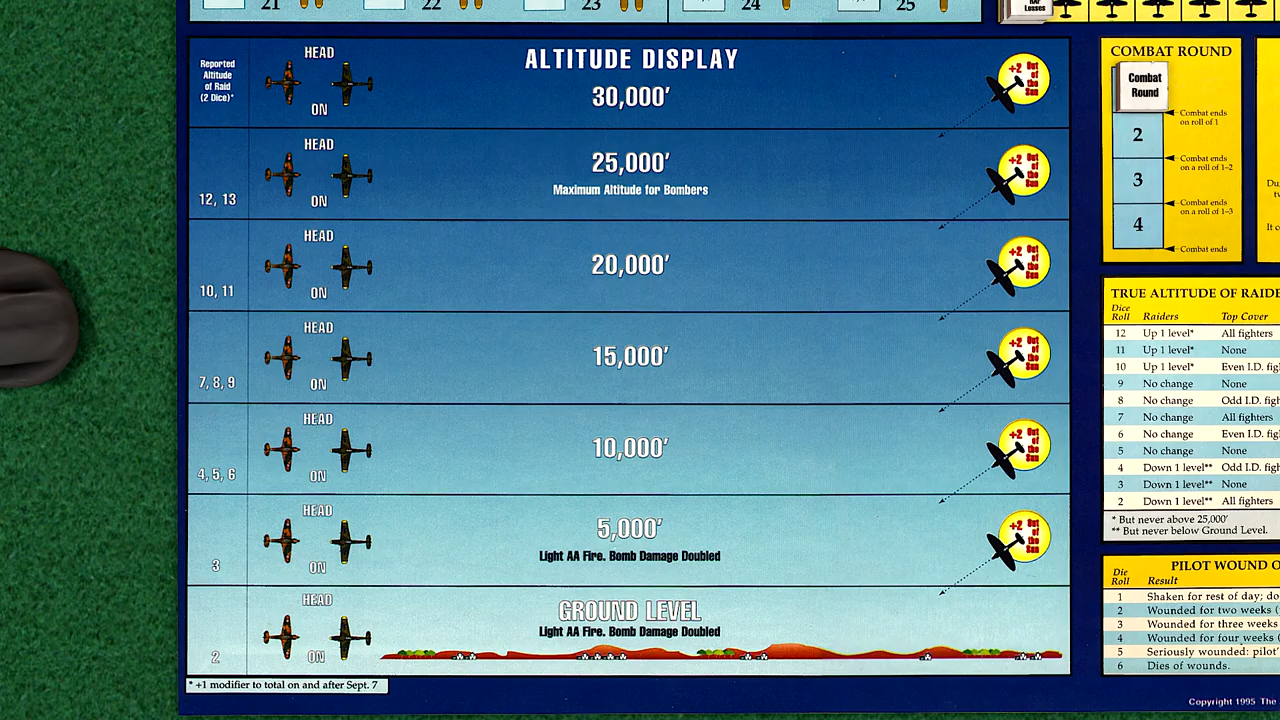 21 22 23 24 25
RAF
Losses
Reported
Altitude
of Raid
(2 Dice)*
HEAD
ON
ALTITUDE DISPLAY
30,000'
+2 Out of the Sun
12, 13
HEAD
ON
25,000'
Maximum Altitude for Bombers
+2 Out of the Sun
10, 11
HEAD
ON
20,000'
+2 Out of the Sun
7, 8, 9
HEAD
ON
15,000'
+2 Out of the Sun
4, 5, 6
HEAD
ON
10,000'
+2 Out of the Sun
3
HEAD
ON
5,000'
Light AA Fire. Bomb Damage Doubled
+2 Out of the Sun
2
HEAD
ON
GROUND LEVEL
Light AA Fire. Bomb Damage Doubled
* +1 modifier to total on and after Sept. 7
COMBAT ROUND
Combat
Round
Combat ends
on roll of 1
2
Combat ends
on a roll of 1–2
3
Combat ends
on a roll of 1–3
4
Combat ends
It
TRUE ALTITUDE OF RAIDE
Dice
Roll Raiders Top Cover
12 Up 1 level* All fighters
11 Up 1 level* None
10 Up 1 level* Even I.D. figh
9 No change None
8 No change Odd I.D. figh
7 No change All fighters
6 No change Even I.D. figh
5 No change None
4 Down 1 level** Odd I.D. figh
3 Down 1 level** None
2 Down 1 level** All fighters
* But never above 25,000'
** But never below Ground Level.
PILOT WOUND
Die
Roll Result
1 Shaken for rest of day; do
2 Wounded for two weeks
3 Wounded for three weeks
4 Wounded for four weeks
5 Seriously wounded: pilot'
6 Dies of wounds.
Copyright 1995 The